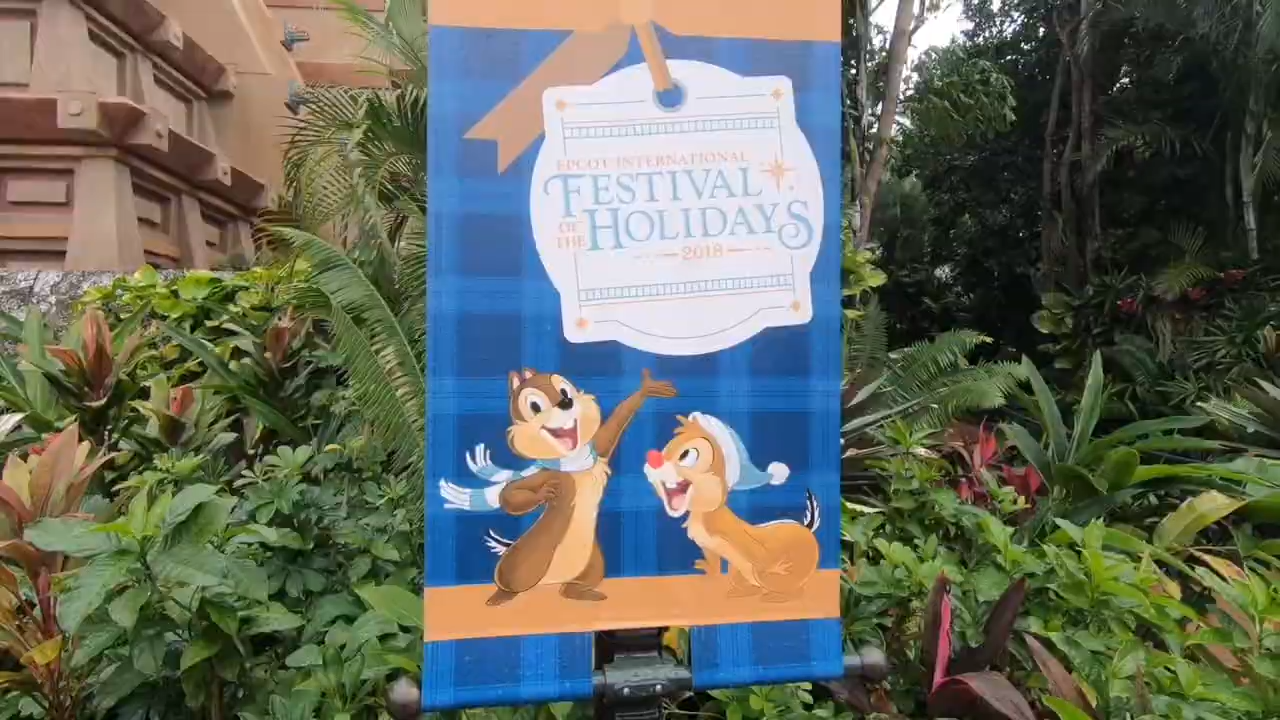 EPCOT INTERNATIONAL
FESTIVAL
OF THE HOLIDAYS
2018